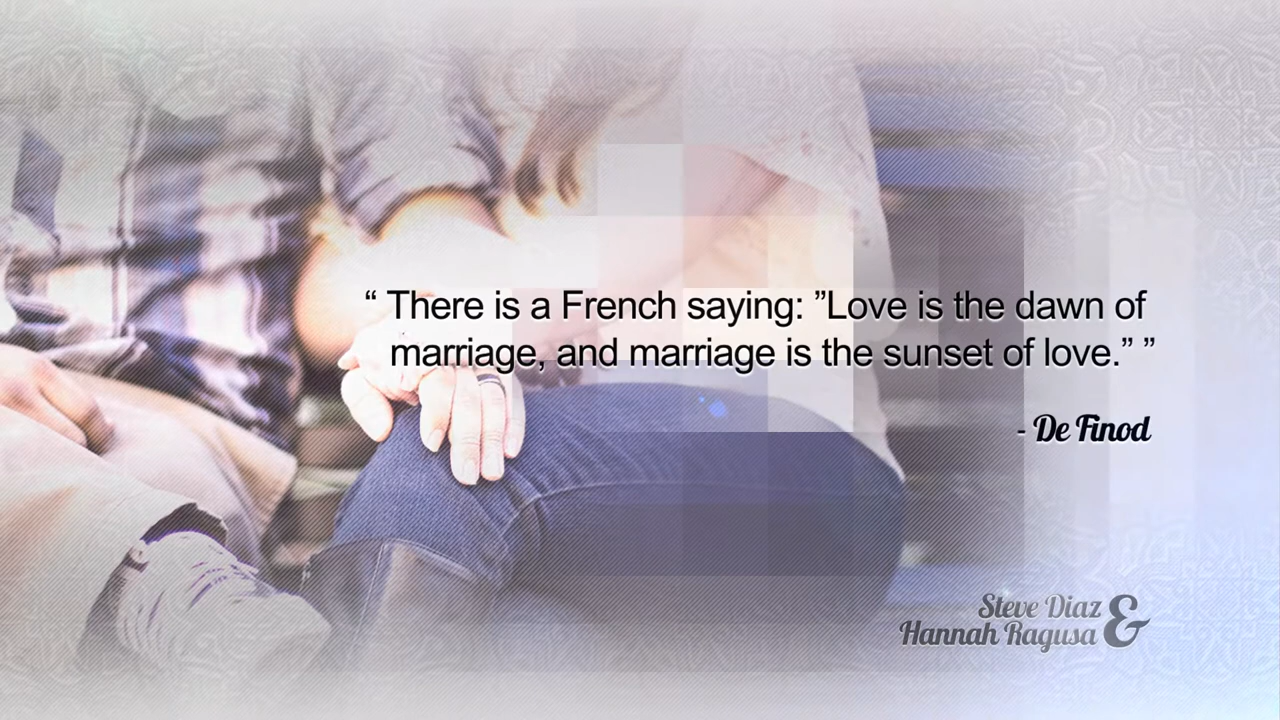 “ There is a French saying: ”Love is the dawn of
marriage, and marriage is the sunset of love.” ”
- De Finod
Steve Diaz &
Hannah Ragusa